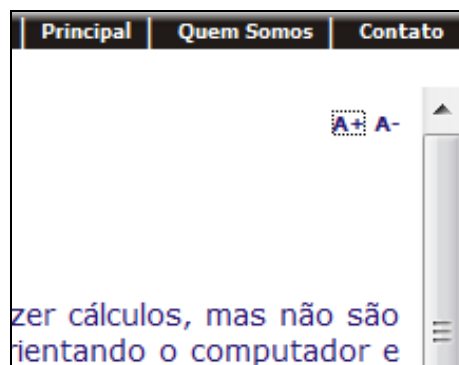 Principal Quem Somos Contato
A+ A-
zer cálculos, mas não são
rientando o computador e